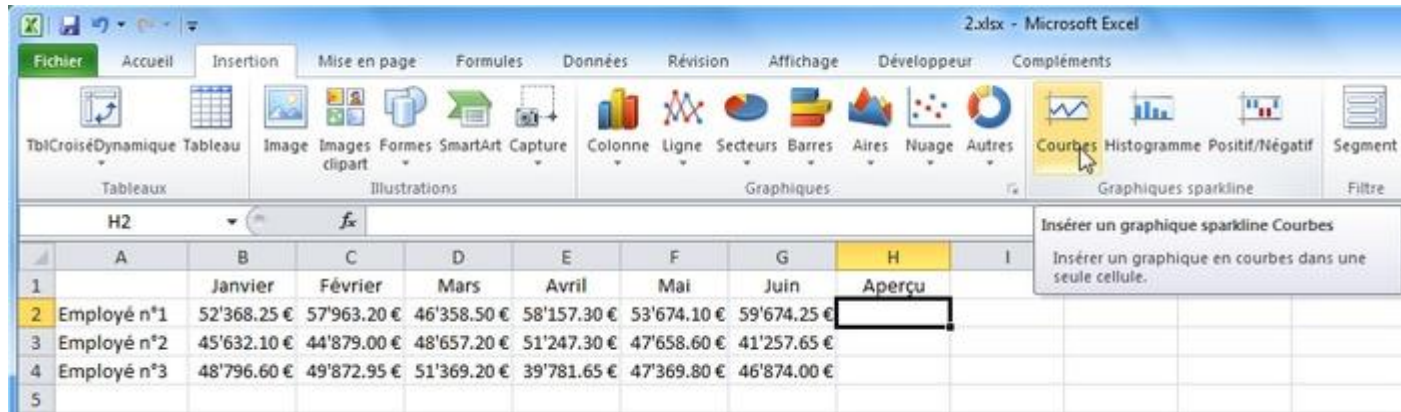 2.xlsx - Microsoft Excel
Fichier Accueil Insertion Mise en page Formules Données Révision Affichage Développeur Compléments
TblCroiséDynamique Tableau Image Images clipart Formes SmartArt Capture Colonne Ligne Secteurs Barres Aires Nuage Autres Courbes Histogramme Positif/Négatif Segment
Tableaux Illustrations Graphiques Graphiques sparkline Filtre
H2 fx
Insérer un graphique sparkline Courbes
Insérer un graphique en courbes dans une
seule cellule.
A B C D E F G H I
1 Janvier Février Mars Avril Mai Juin Aperçu
2 Employé n°1 52'368.25 € 57'963.20 € 46'358.50 € 58'157.30 € 53'674.10 € 59'674.25 €
3 Employé n°2 45'632.10 € 44'879.00 € 48'657.20 € 51'247.30 € 47'658.60 € 41'257.65 €
4 Employé n°3 48'796.60 € 49'872.95 € 51'369.20 € 39'781.65 € 47'369.80 € 46'874.00 €
5